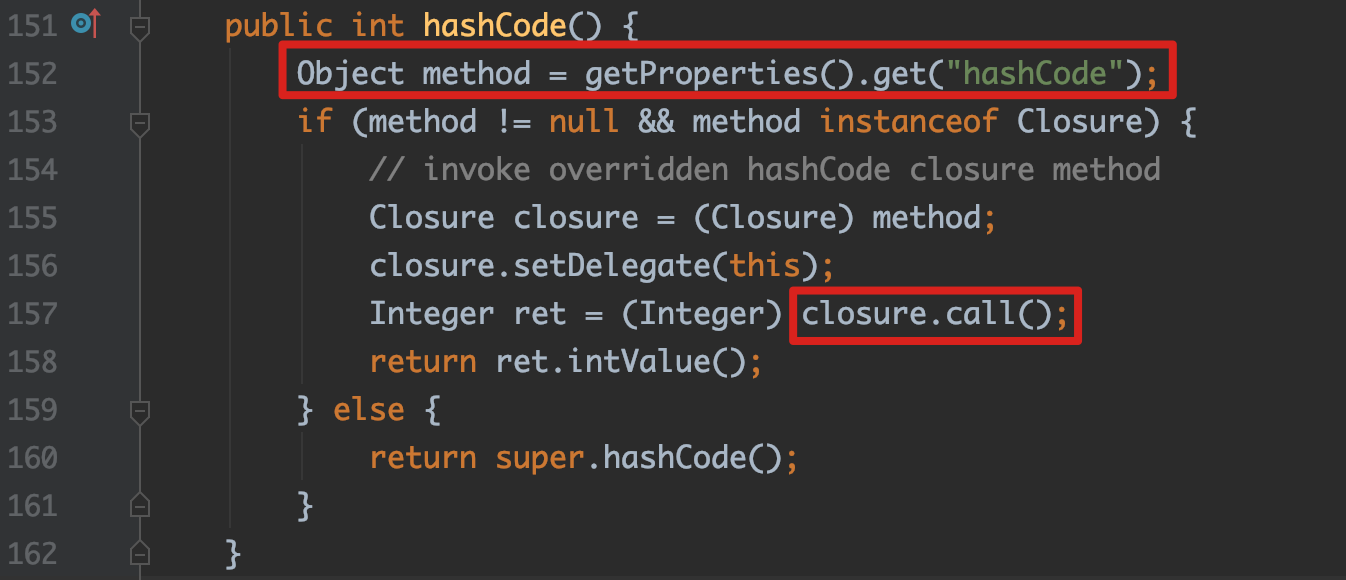 151 public int hashCode() {
152 Object method = getProperties().get("hashCode");
153 if (method != null && method instanceof Closure) {
154 // invoke overridden hashCode closure method
155 Closure closure = (Closure) method;
156 closure.setDelegate(this);
157 Integer ret = (Integer) closure.call();
158 return ret.intValue();
159 } else {
160 return super.hashCode();
161 }
162 }